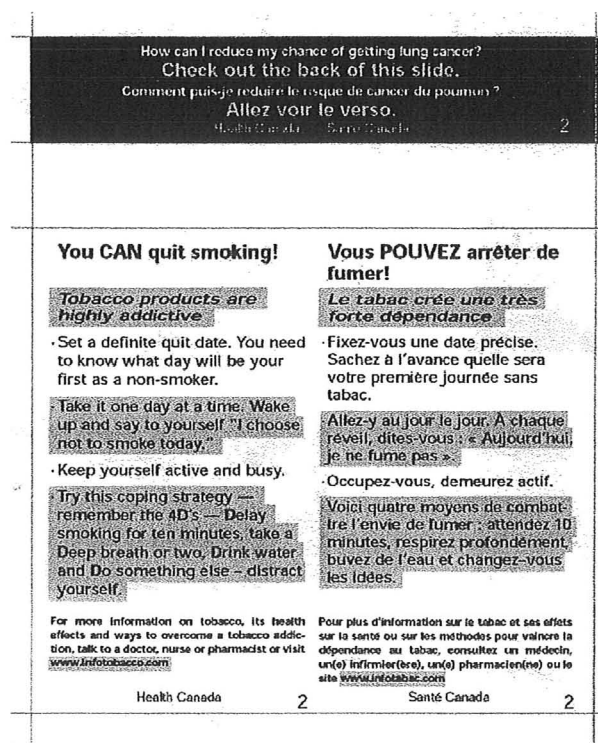 How can I reduce my chance of getting lung cancer?
Check out the back of this slide.
Comment puis-je reduire le risque de cancer du poumon ?
Allez voir le verso.
Health Canada Santé Canada 2
You CAN quit smoking!
Tobacco products are
highly addictive
·Set a definite quit date. You need
to know what day will be your
first as a non-smoker.
·Take it one day at a time. Wake
up and say to yourself "I choose
not to smoke today."
·Keep yourself active and busy.
·Try this coping strategy —
remember the 4D's — Delay
smoking for ten minutes, take a
Deep breath or two, Drink water
and Do something else – distract
yourself.
For more information on tobacco, its health
effects and ways to overcome a tobacco addic-
tion, talk to a doctor, nurse or pharmacist or visit
www.infotobacco.com
Health Canada 2
Vous POUVEZ arrêter de
fumer!
Le tabac crée une très
forte dépendance
·Fixez-vous une date précise.
Sachez à l'avance quelle sera
votre première journée sans
tabac.
Allez-y au jour le jour. À chaque
réveil, dites-vous : « Aujourd'hui,
je ne fume pas ».
·Occupez-vous, demeurez actif.
Voici quatre moyens de combat-
tre l'envie de fumer : attendez 10
minutes, respirez profondément,
buvez de l'eau et changez-vous
les idées.
Pour plus d'information sur le tabac et ses effets
sur la santé ou sur les méthodes pour vaincre la
dépendance au tabac, consultez un médecin,
un(e) infirmier(ère), un(e) pharmacien(ne) ou le
site www.infotabac.com
Santé Canada 2